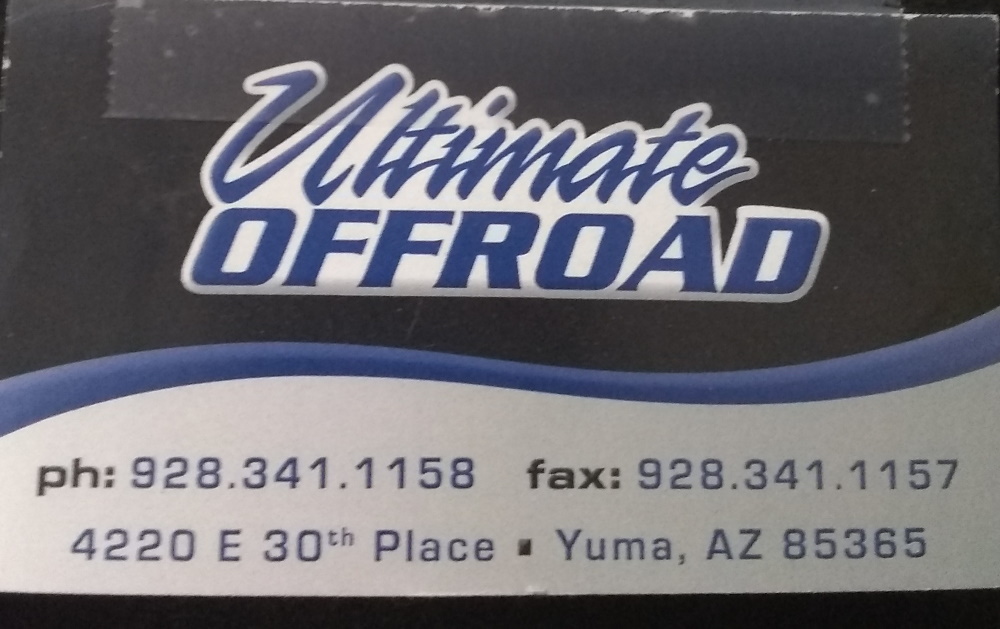 Ultimate
OFFROAD
ph: 928.341.1158 fax: 928.341.1157
4220 E 30th Place ▪ Yuma, AZ 85365